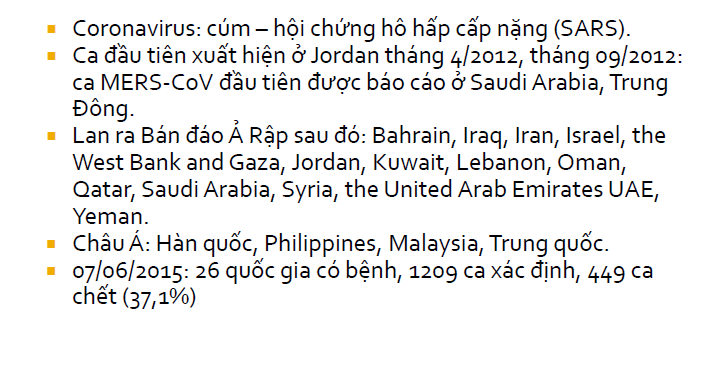 Coronavirus: cúm – hội chứng hô hấp cấp nặng (SARS).
Ca đầu tiên xuất hiện ở Jordan tháng 4/2012, tháng 09/2012:
ca MERS-CoV đầu tiên được báo cáo ở Saudi Arabia, Trung
Đông.
Lan ra Bán đáo Ả Rập sau đó: Bahrain, Iraq, Iran, Israel, the
West Bank and Gaza, Jordan, Kuwait, Lebanon, Oman,
Qatar, Saudi Arabia, Syria, the United Arab Emirates UAE,
Yeman.
Châu Á: Hàn quốc, Philippines, Malaysia, Trung quốc.
07/06/2015: 26 quốc gia có bệnh, 1209 ca xác định, 449 ca
chết (37,1%)